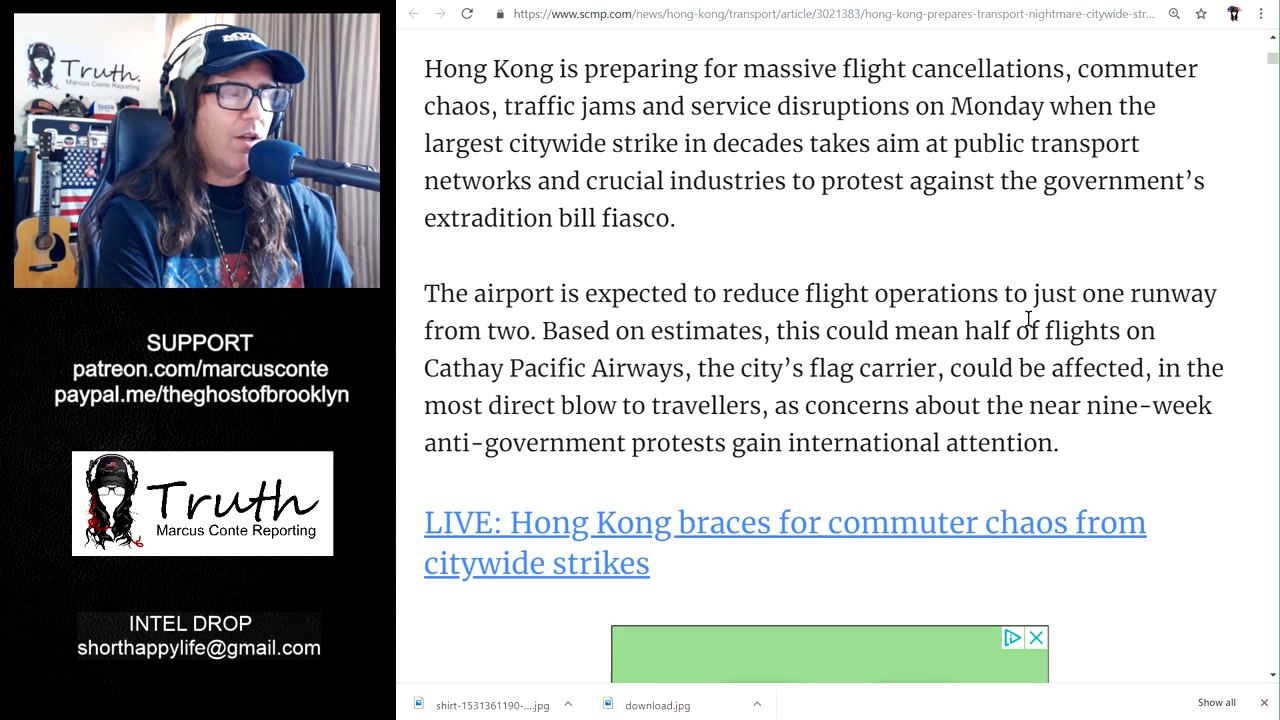 https://www.scmp.com/news/hong-kong/transport/article/3021383/hong-kong-prepares-transport-nightmare-citywide-str...
Truth.
Marcus Conte Reporting
SUPPORT
patreon.com/marcusconte
paypal.me/theghostofbrooklyn
Truth
Marcus Conte Reporting
INTEL DROP
shorthappylife@gmail.com
Hong Kong is preparing for massive flight cancellations, commuter
chaos, traffic jams and service disruptions on Monday when the
largest citywide strike in decades takes aim at public transport
networks and crucial industries to protest against the government’s
extradition bill fiasco.
The airport is expected to reduce flight operations to just one runway
from two. Based on estimates, this could mean half of flights on
Cathay Pacific Airways, the city’s flag carrier, could be affected, in the
most direct blow to travellers, as concerns about the near nine-week
anti-government protests gain international attention.
LIVE: Hong Kong braces for commuter chaos from
citywide strikes
shirt-1531361190-....jpg
download.jpg
Show all